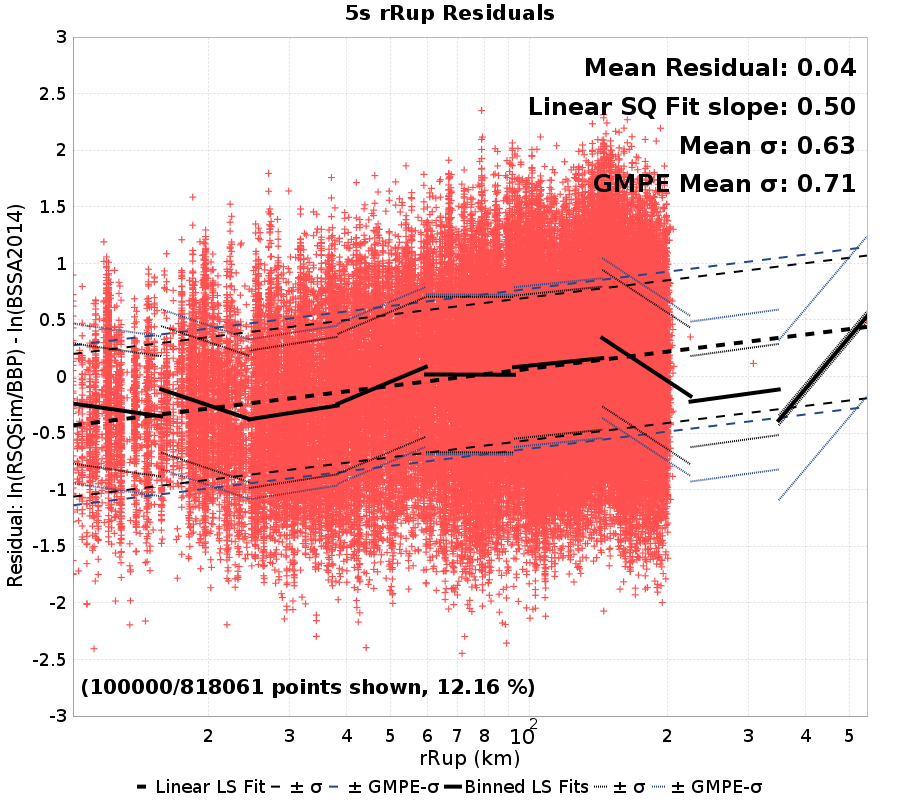 5s rRup Residuals
Mean Residual: 0.04
Linear SQ Fit slope: 0.50
Mean σ: 0.63
GMPE Mean σ: 0.71
Residual: ln(RSQSim/BBP) - ln(BSSA2014)
3
2.5
2
1.5
1
0.5
0
-0.5
-1
-1.5
-2
-2.5
-3
(100000/818061 points shown, 12.16 %)
2 3 4 5 6 7 8 10² 2 3 4 5
rRup (km)
Linear LS Fit ± σ ± GMPE-σ Binned LS Fits ± σ ± GMPE-σ